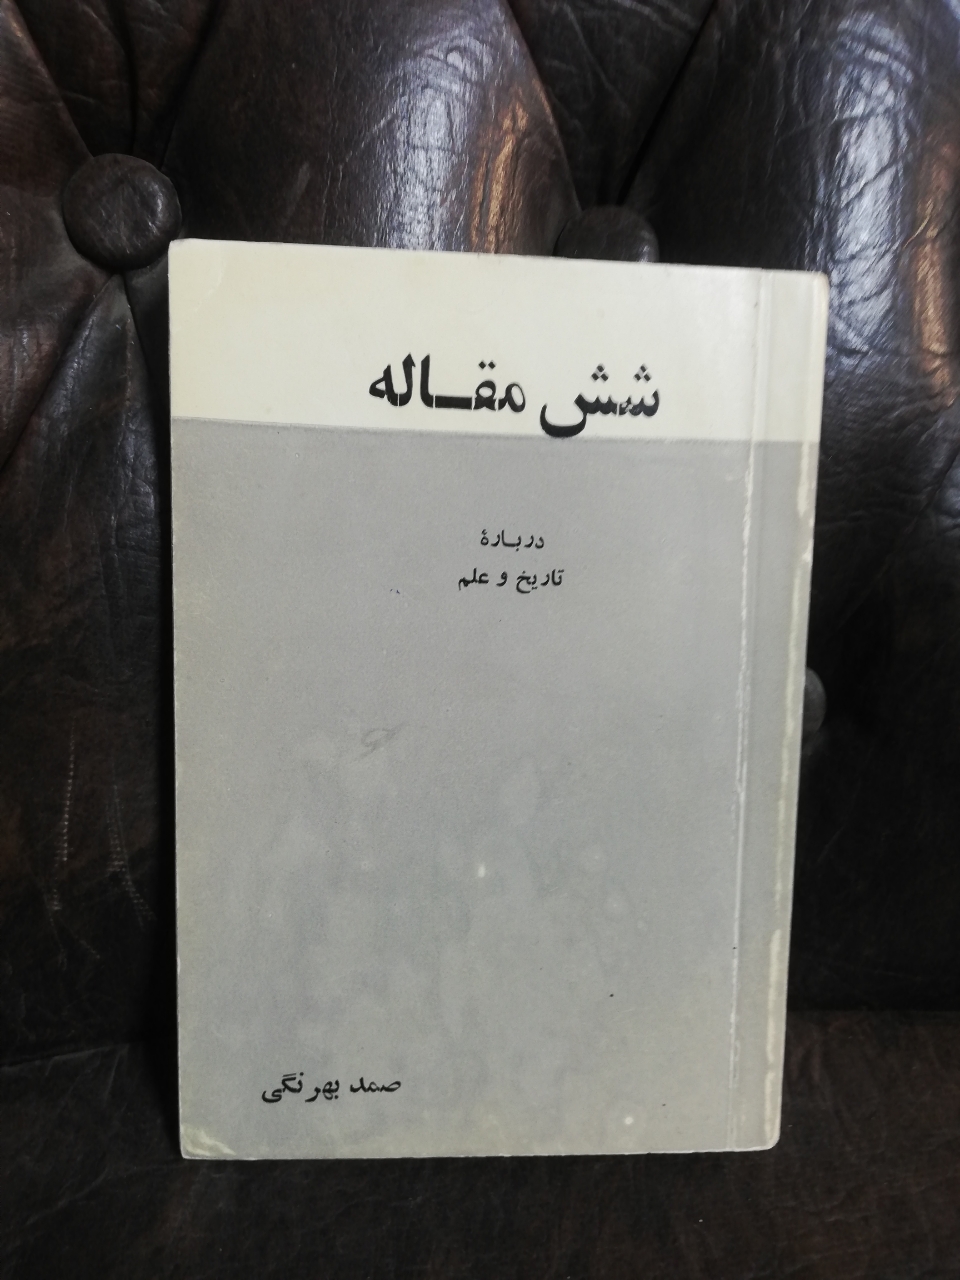 شش مقاله
دربارهٔ
تاریخ و علم
صمد بهرنگی